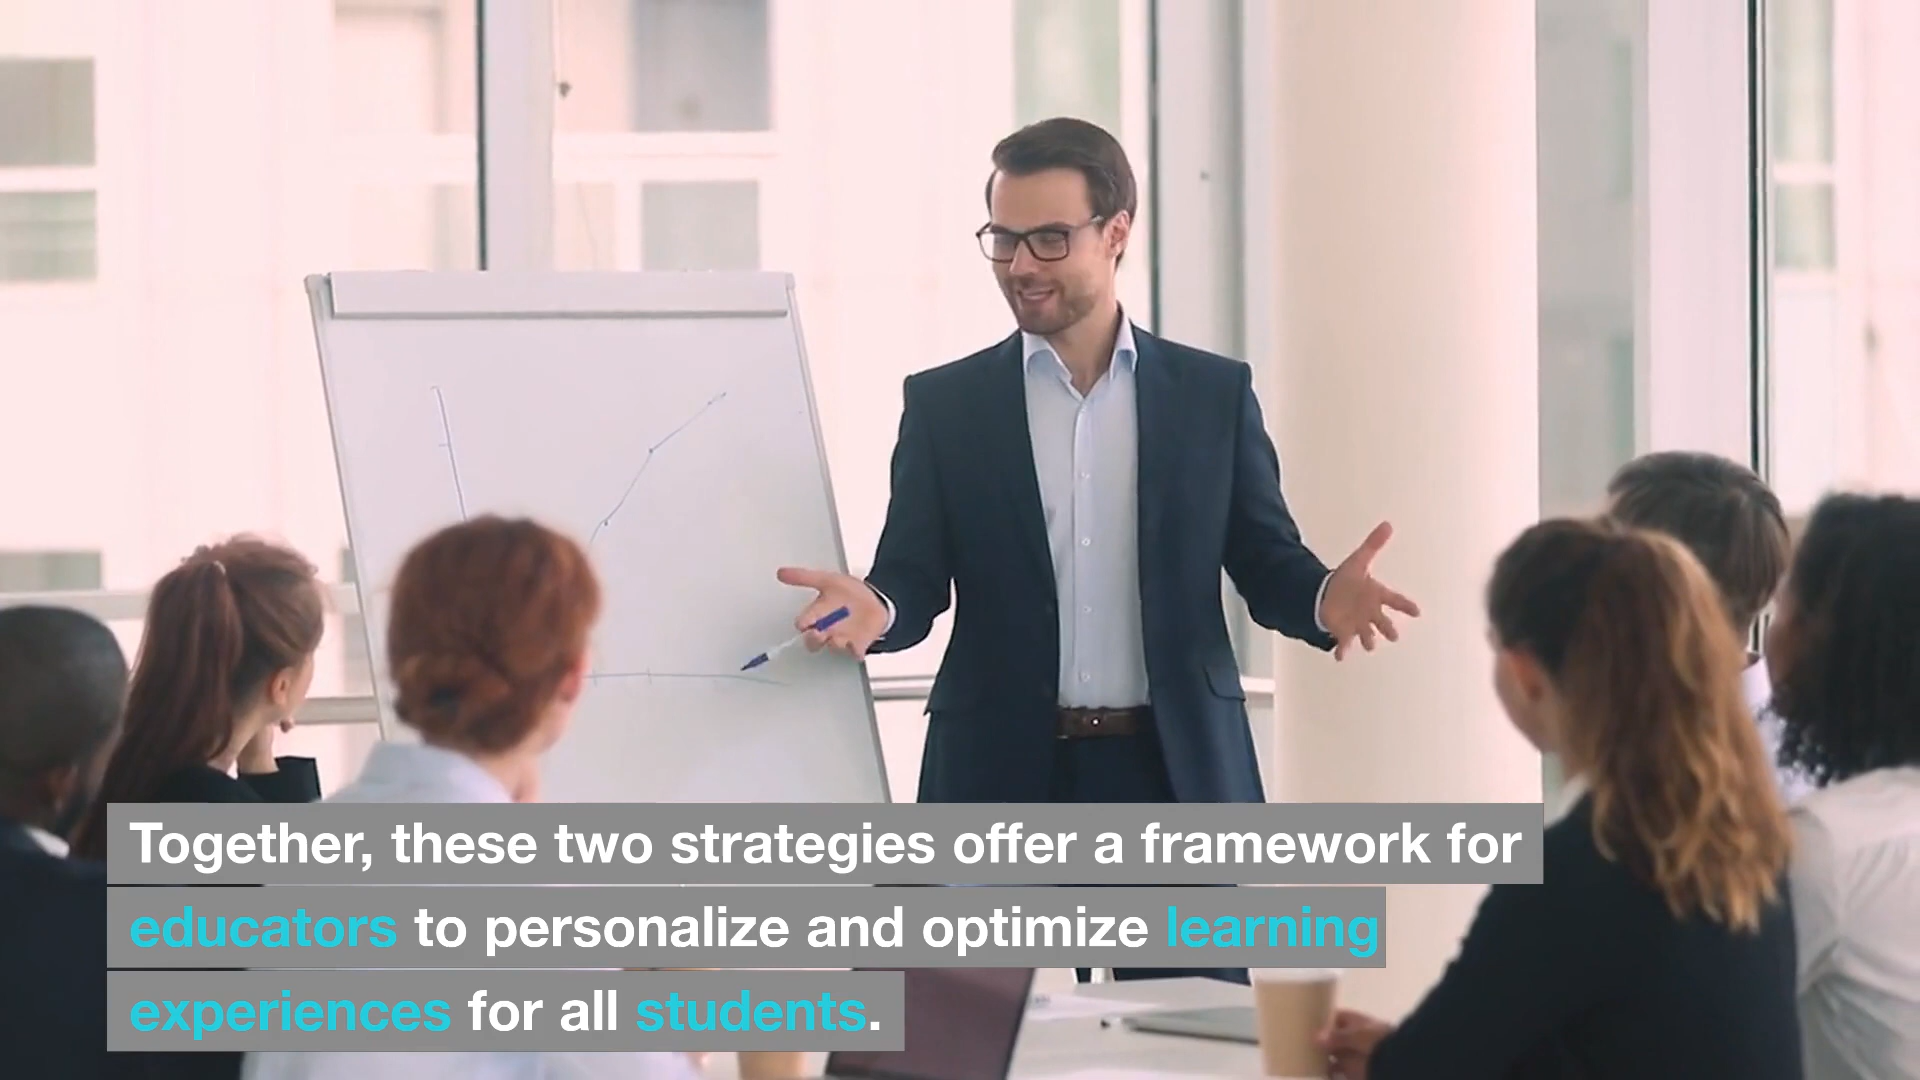 Together, these two strategies offer a framework for
educators to personalize and optimize learning
experiences for all students.